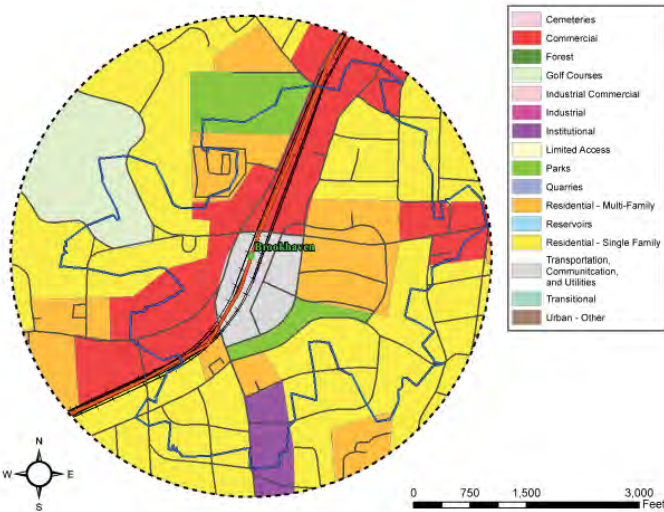 Cemeteries
Commercial
Forest
Golf Courses
Industrial Commercial
Industrial
Institutional
Limited Access
Parks
Quarries
Residential - Multi-Family
Reservoirs
Residential - Single Family
Transportation,
Communitcation,
and Utilities
Transitional
Urban - Other
Brookhaven
N
W E
S
0 750 1,500 3,000
Feet